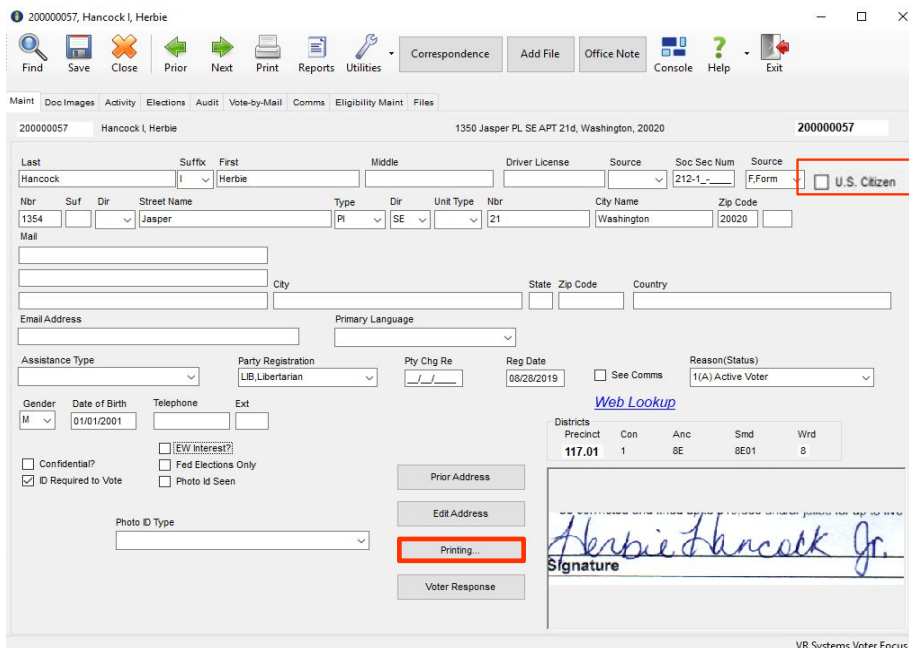 200000057, Hancock I, Herbie
Find Save Close Prior Next Print Reports Utilities Correspondence Add File Office Note Console Help Exit
Maint Doc Images Activity Elections Audit Vote-by-Mail Comms Eligibility Maint Files
200000057 Hancock I, Herbie 1350 Jasper PL SE APT 21d, Washington, 20020 200000057
Last Suffix First Middle Driver License Source Soc Sec Num Source
Hancock I Herbie 212-1_-____ F,Form U.S. Citizen
Nbr Suf Dir Street Name Type Dir Unit Type Nbr City Name Zip Code
1354 Jasper Pl SE 21 Washington 20020
Mail
City State Zip Code Country
Email Address Primary Language
Assistance Type Party Registration Pty Chg Re Reg Date Reason(Status)
LIB,Libertarian __/__/____ 08/28/2019 See Comms 1(A) Active Voter
Gender Date of Birth Telephone Ext Web Lookup
M 01/01/2001
Districts
Precinct Con Anc Smd Wrd
117.01 1 8E 8E01 8
EW Interest?
Confidential? Fed Elections Only
ID Required to Vote Photo Id Seen
Prior Address
Edit Address
Photo ID Type
Printing...
Herbie Hancock Jr.
Signature
Voter Response
VR Systems Voter Focus